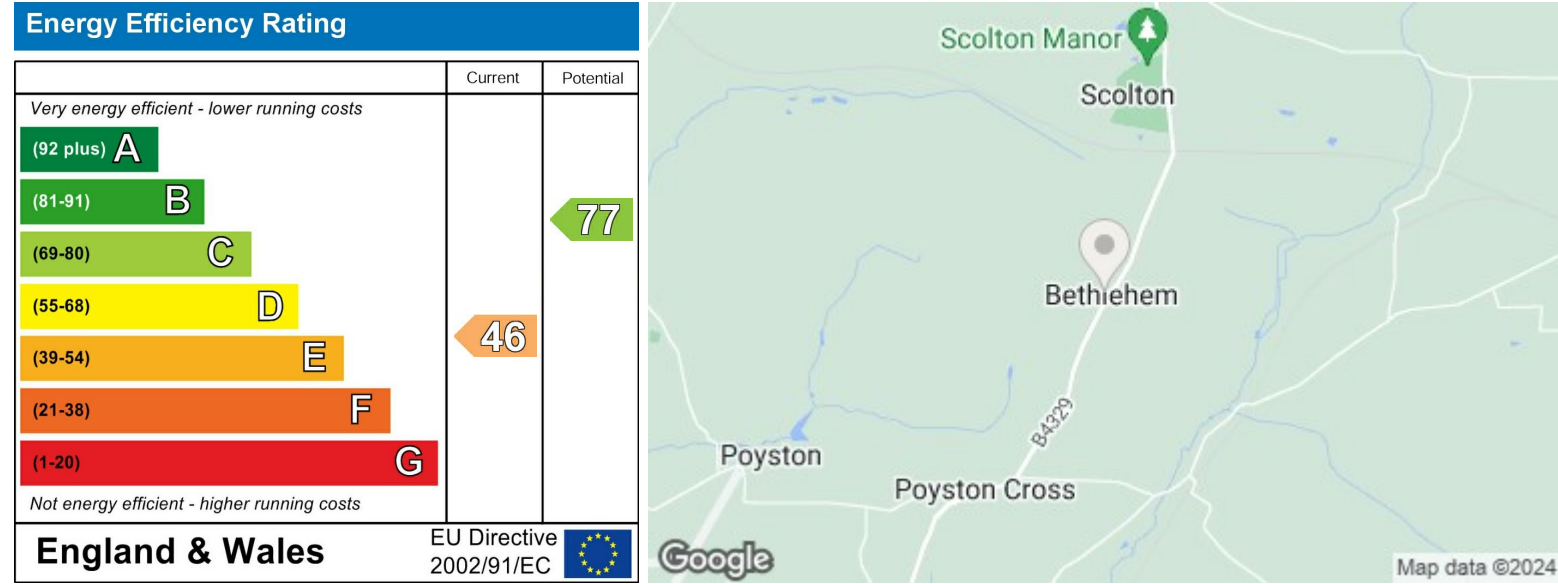 Energy Efficiency Rating
Current
Potential
Very energy efficient - lower running costs
(92 plus) A
(81-91) B
77
(69-80) C
(55-68) D
46
(39-54) E
(21-38) F
(1-20) G
Not energy efficient - higher running costs
England & Wales
EU Directive
2002/91/EC
Scolton Manor
Scolton
Bethlehem
B4329
Poyston
Poyston Cross
Google
Map data ©2024